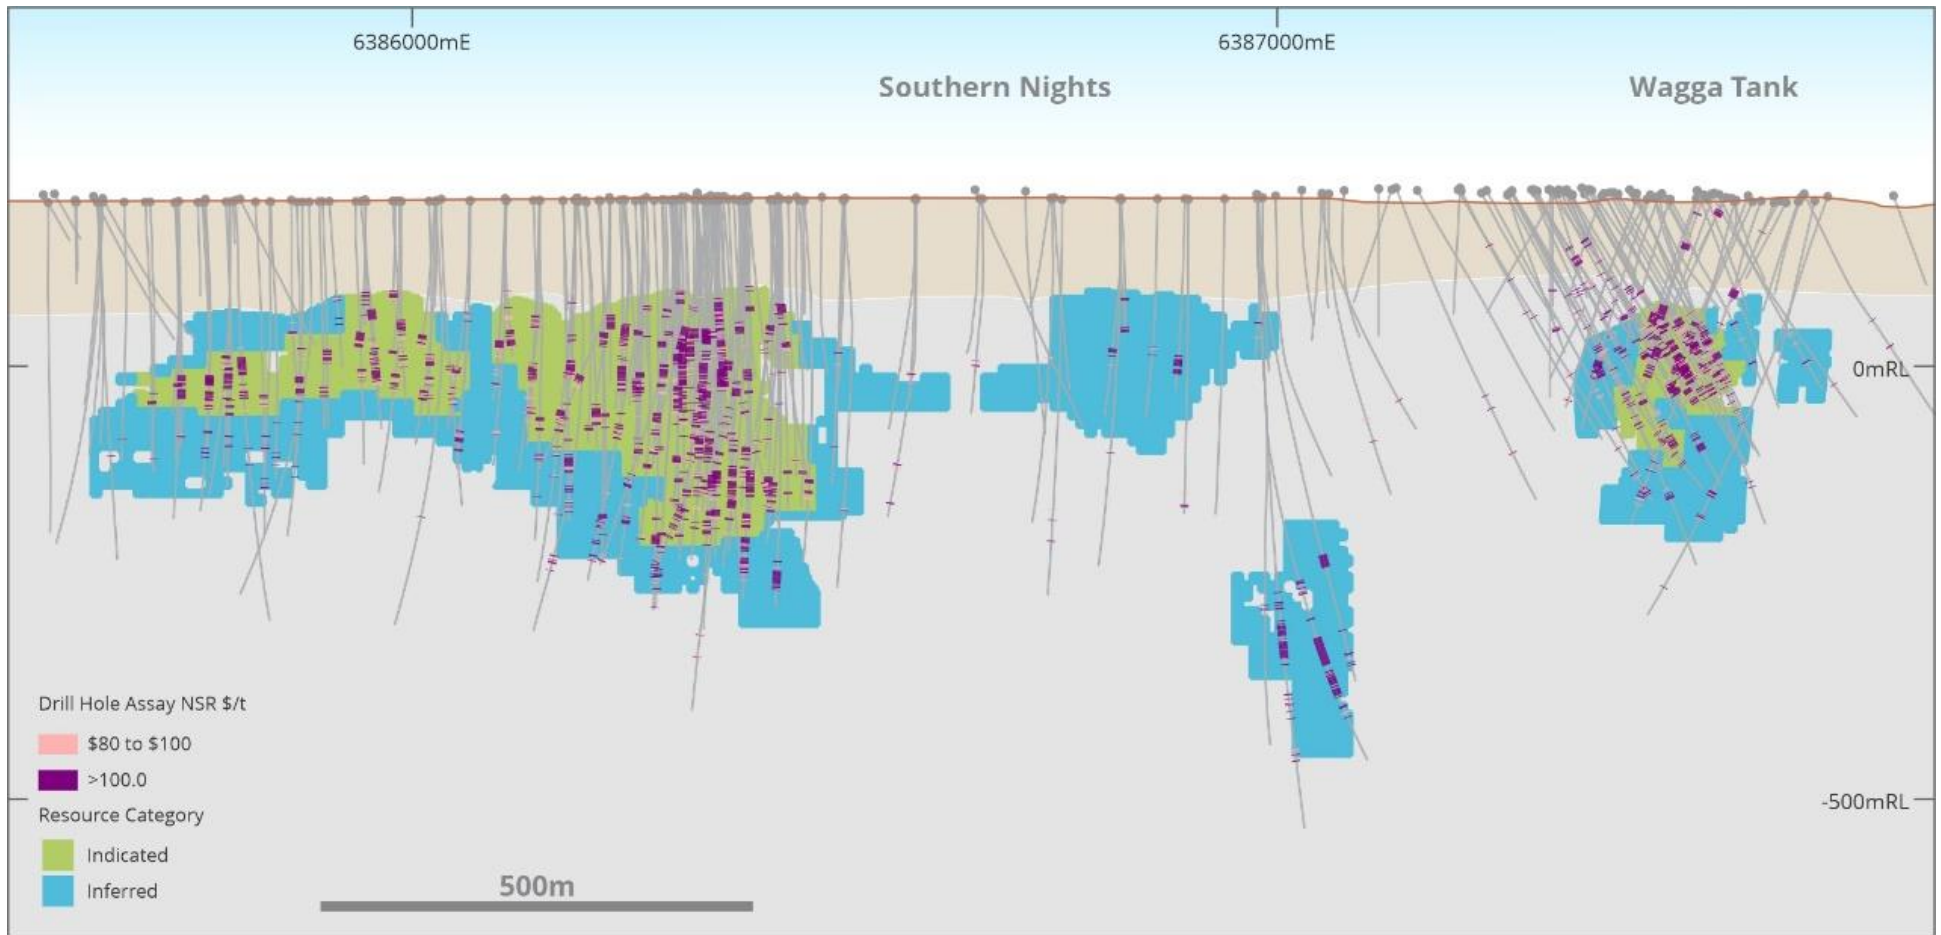 6386000mE
6387000mE
Southern Nights
Wagga Tank
0mRL
-500mRL
Drill Hole Assay NSR $/t
$80 to $100
>100.0
Resource Category
Indicated
Inferred
500m